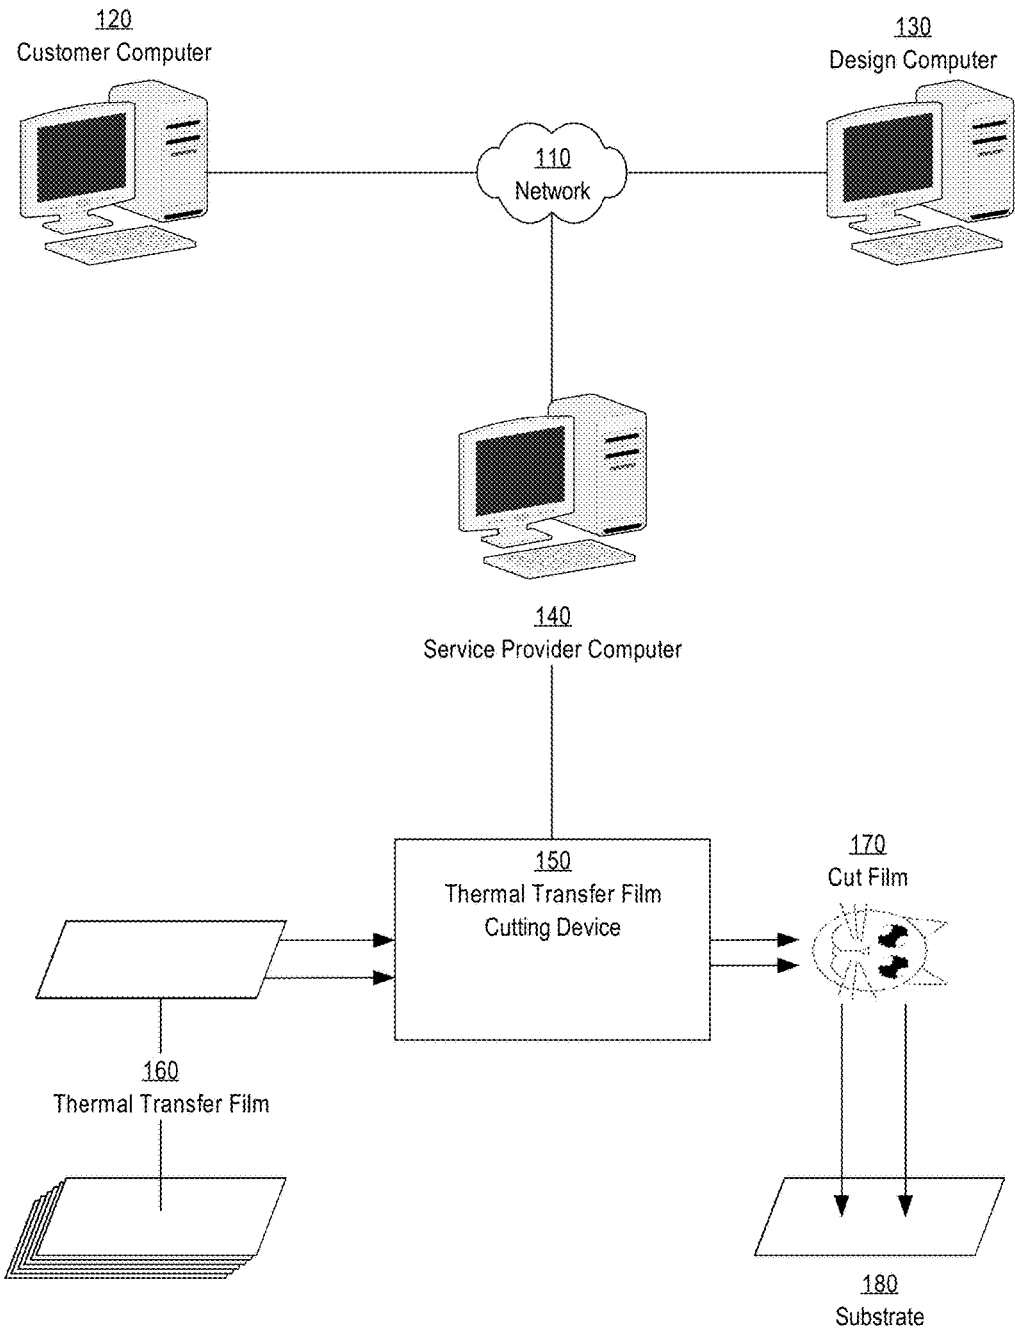 120
Customer Computer
130
Design Computer
110
Network
140
Service Provider Computer
150
Thermal Transfer Film
Cutting Device
170
Cut Film
160
Thermal Transfer Film
180
Substrate